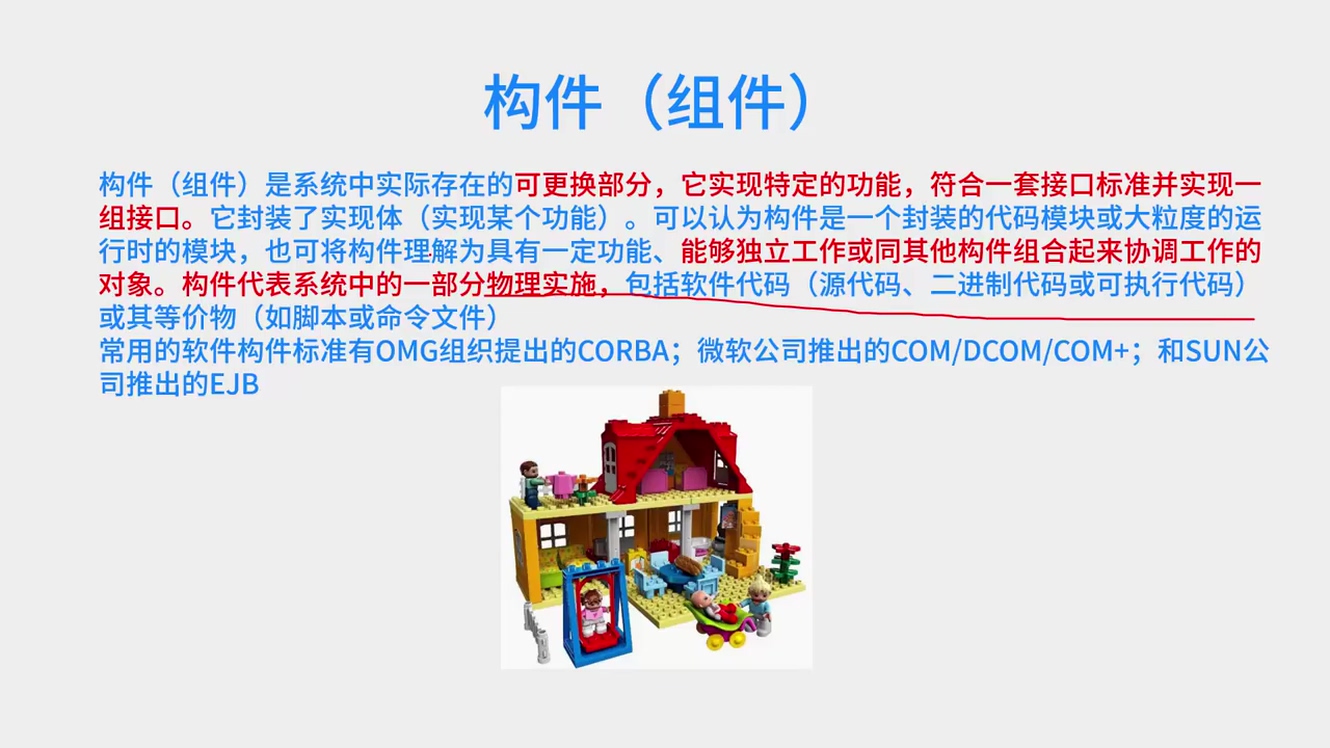 构件（组件）
构件（组件）是系统中实际存在的可更换部分，它实现特定的功能，符合一套接口标准并实现一
组接口。它封装了实现体（实现某个功能）。可以认为构件是一个封装的代码模块或大粒度的运
行时的模块，也可将构件理解为具有一定功能、能够独立工作或同其他构件组合起来协调工作的
对象。构件代表系统中的一部分物理实施，包括软件代码（源代码、二进制代码或可执行代码）
或其等价物（如脚本或命令文件）
常用的软件构件标准有OMG组织提出的CORBA；微软公司推出的COM/DCOM/COM+；和SUN公
司推出的EJB